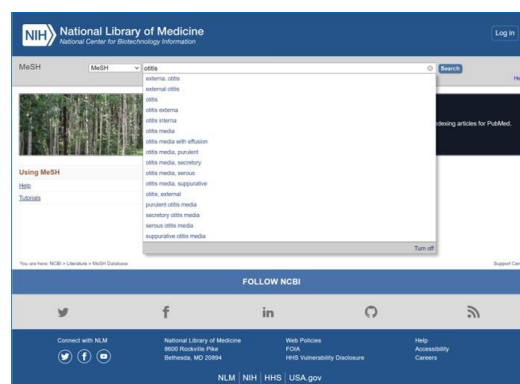 NIH National Library of Medicine
National Center for Biotechnology Information
Log in
MeSH
MeSH
otitis
Search
He
externa, otitis
external otitis
otitis
otitis externa
otitis interna
otitis media
otitis media with effusion
otitis media, purulent
otitis media, secretory
otitis media, serous
otitis media, suppurative
otitis, external
purulent otitis media
secretory otitis media
serous otitis media
suppurative otitis media
Turn off
dexing articles for PubMed.
Using MeSH
Help
Tutorials
You are here: NCBI > Literature > MeSH Database
Support Cen
FOLLOW NCBI
Connect with NLM
National Library of Medicine
8600 Rockville Pike
Bethesda, MD 20894
Web Policies
FOIA
HHS Vulnerability Disclosure
Help
Accessibility
Careers
NLM | NIH | HHS | USA.gov